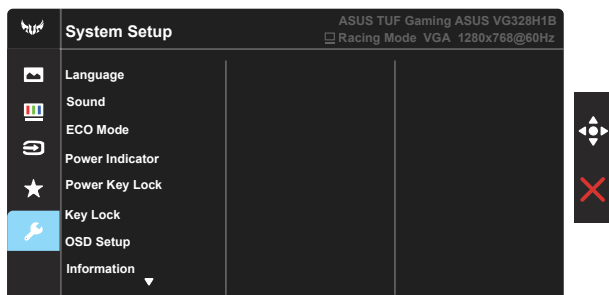 System Setup
ASUS TUF Gaming ASUS VG328H1B
Racing Mode VGA 1280x768@60Hz
Language
Sound
ECO Mode
Power Indicator
Power Key Lock
Key Lock
OSD Setup
Information